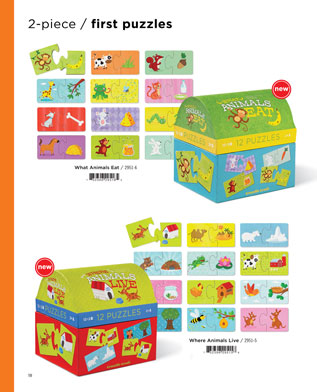 2-piece / first puzzles
new
ANIMALS
EAT
12 PUZZLES
What Animals Eat / 2951-6
new
ANIMALS
LIVE
12 PUZZLES
Where Animals Live / 2951-5